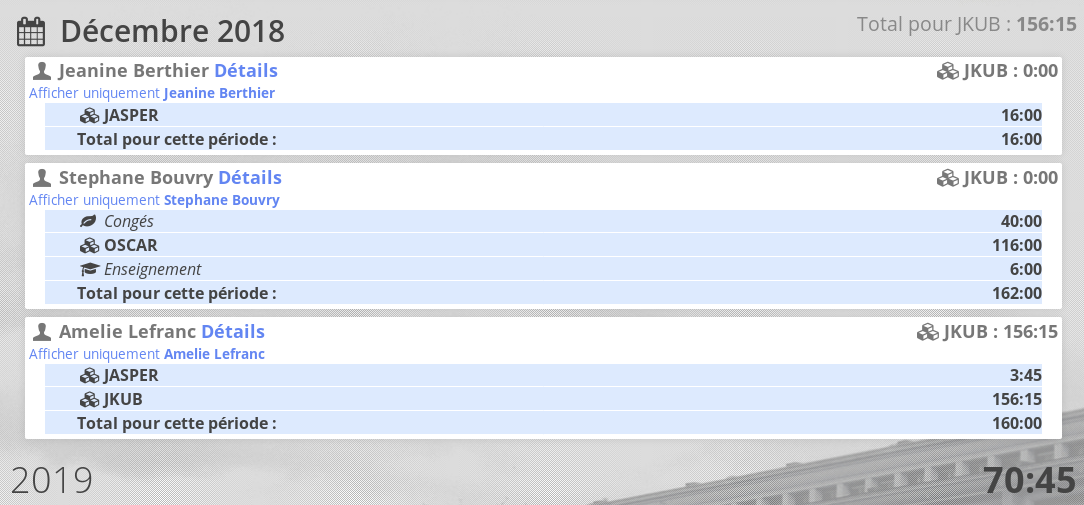 Décembre 2018 Total pour JKUB : 156:15
Jeanine Berthier Détails JKUB : 0:00
Afficher uniquement Jeanine Berthier
JASPER 16:00
Total pour cette période : 16:00
Stephane Bouvry Détails JKUB : 0:00
Afficher uniquement Stephane Bouvry
Congés 40:00
OSCAR 116:00
Enseignement 6:00
Total pour cette période : 162:00
Amelie Lefranc Détails JKUB : 156:15
Afficher uniquement Amelie Lefranc
JASPER 3:45
JKUB 156:15
Total pour cette période : 160:00
2019 70:45